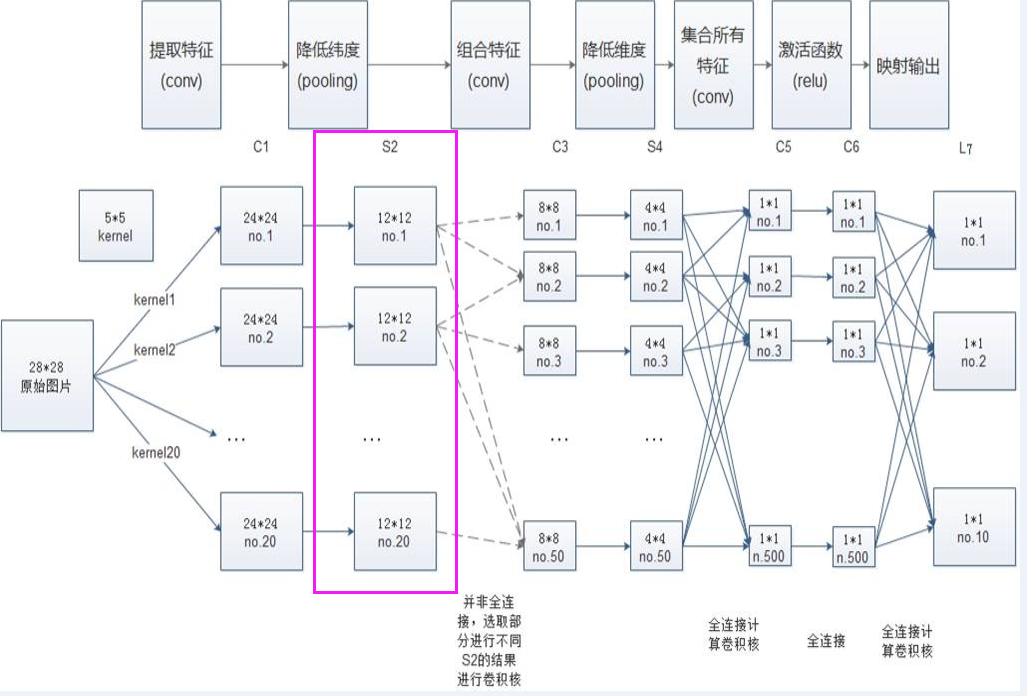 提取特征
(conv)
降低纬度
(pooling)
组合特征
(conv)
降低维度
(pooling)
集合所有
特征
(conv)
激活函数
(relu)
映射输出
C1
S2
C3
S4
C5
C6
L7
5*5
kernel
28*28
原始图片
kernel1
kernel2
kernel20
24*24
no.1
24*24
no.2
...
24*24
no.20
12*12
no.1
12*12
no.2
...
12*12
no.20
8*8
no.1
8*8
no.2
8*8
no.3
...
8*8
no.50
4*4
no.1
4*4
no.2
4*4
no.3
...
4*4
no.50
1*1
no.1
1*1
no.2
1*1
no.3
1*1
no.500
1*1
no.1
1*1
no.2
1*1
no.3
1*1
n.500
1*1
no.1
1*1
no.2
1*1
no.10
并非全连
接，选取部
分进行不同
S2的结果
进行卷积核
全连接计
算卷积核
全连接
全连接计
算卷积核